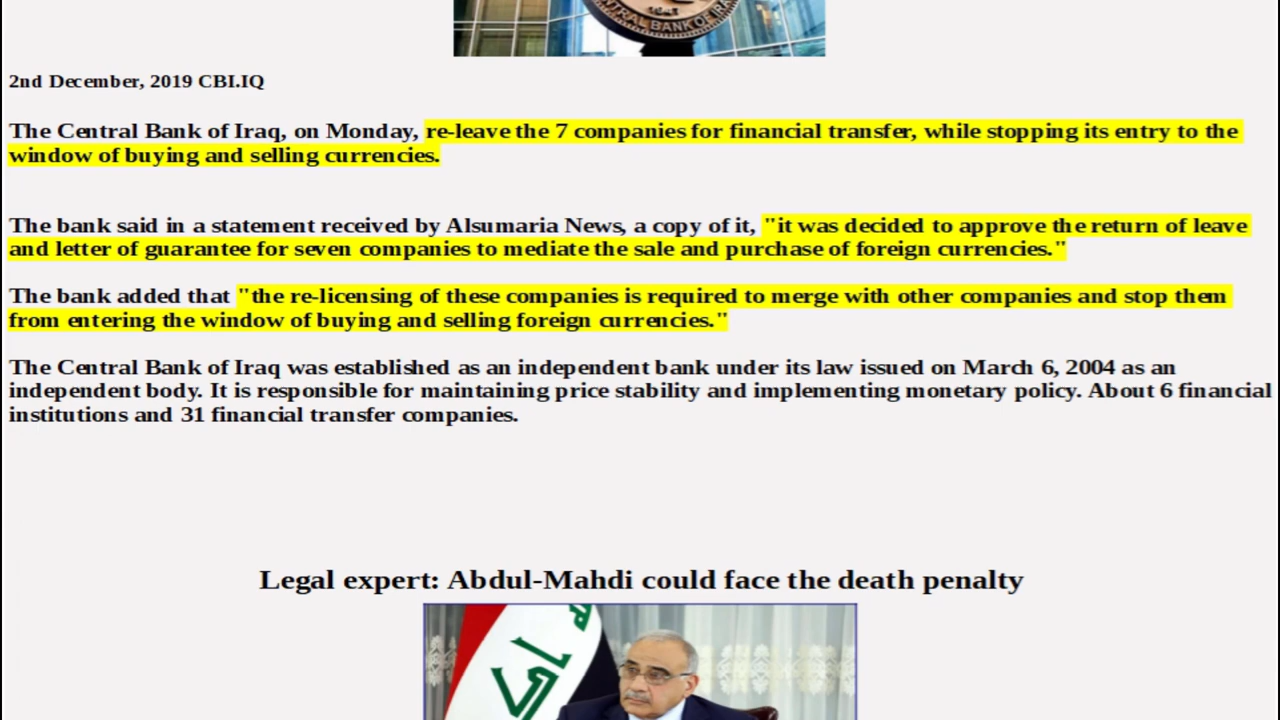 CENTRAL BANK OF
2nd December, 2019 CBI.IQ
The Central Bank of Iraq, on Monday, re-leave the 7 companies for financial transfer, while stopping its entry to the
window of buying and selling currencies.
The bank said in a statement received by Alsumaria News, a copy of it, "it was decided to approve the return of leave
and letter of guarantee for seven companies to mediate the sale and purchase of foreign currencies."
The bank added that "the re-licensing of these companies is required to merge with other companies and stop them
from entering the window of buying and selling foreign currencies."
The Central Bank of Iraq was established as an independent bank under its law issued on March 6, 2004 as an
independent body. It is responsible for maintaining price stability and implementing monetary policy. About 6 financial
institutions and 31 financial transfer companies.
Legal expert: Abdul-Mahdi could face the death penalty